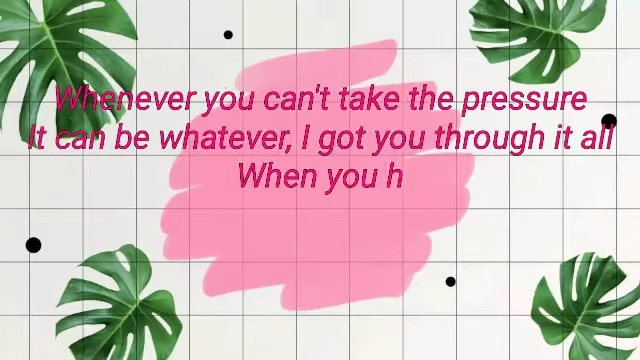 Whenever you can't take the pressure
It can be whatever, I got you through it all
When you h